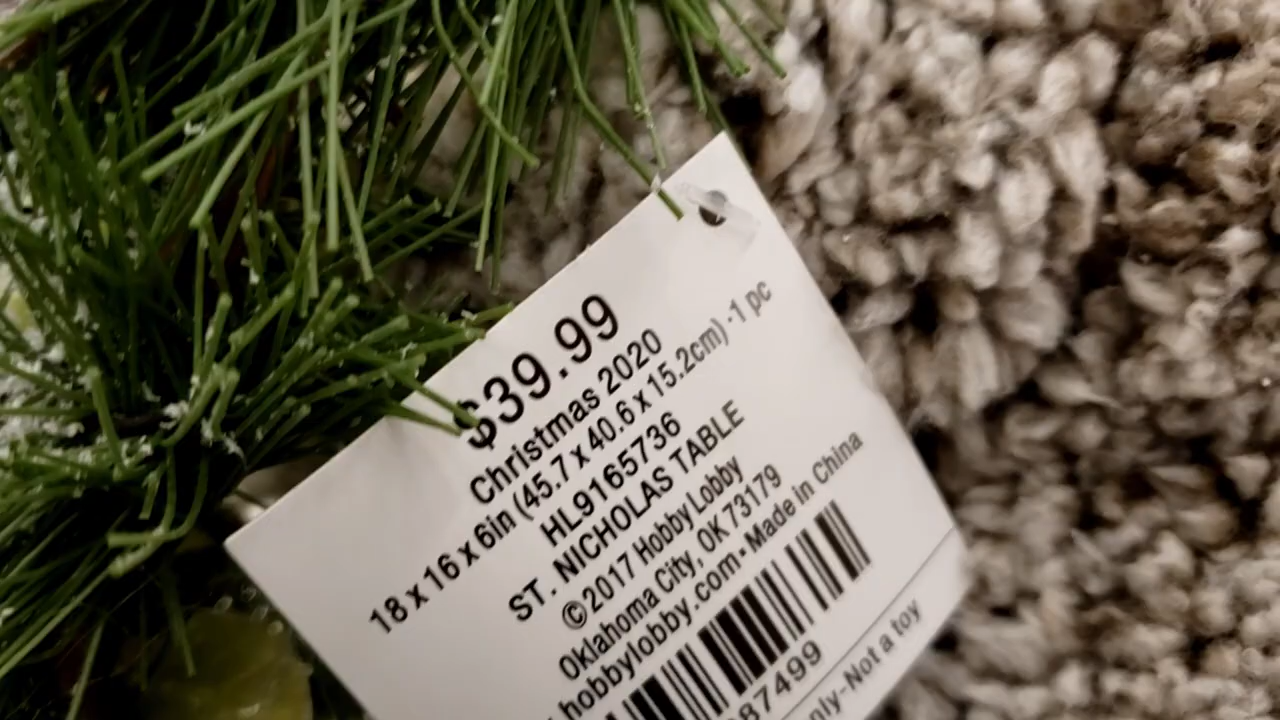 $39.99
Christmas 2020
18 x 16 x 6in (45.7 x 40.6 x 15.2cm) · 1 pc
HL9165736
ST. NICHOLAS TABLE
©2017 Hobby Lobby
Oklahoma City, OK 73179
hobbylobby.com • Made in China
87499
Not a toy